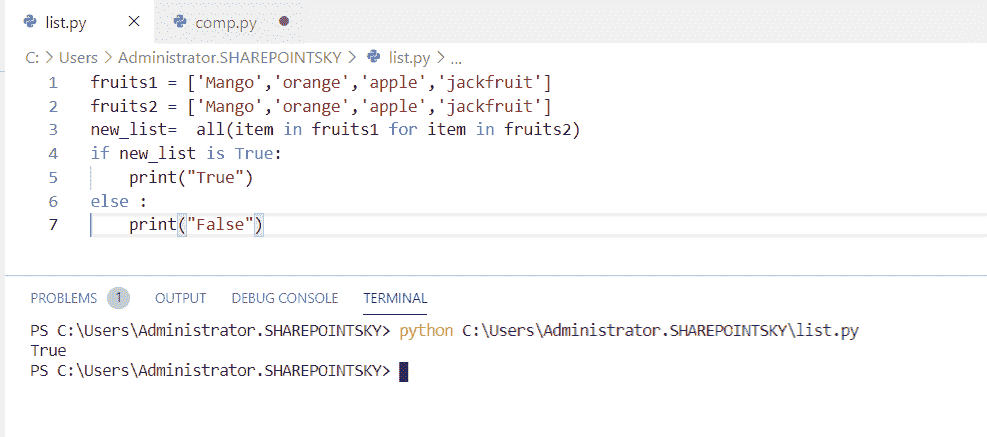 list.py × comp.py
C: > Users > Administrator.SHAREPOINTSKY > list.py > ...
1 fruits1 = ['Mango','orange','apple','jackfruit']
2 fruits2 = ['Mango','orange','apple','jackfruit']
3 new_list=  all(item in fruits1 for item in fruits2)
4 if new_list is True:
5     print("True")
6 else :
7     print("False")
PROBLEMS 1 OUTPUT DEBUG CONSOLE TERMINAL
PS C:\Users\Administrator.SHAREPOINTSKY> python C:\Users\Administrator.SHAREPOINTSKY\list.py
True
PS C:\Users\Administrator.SHAREPOINTSKY>